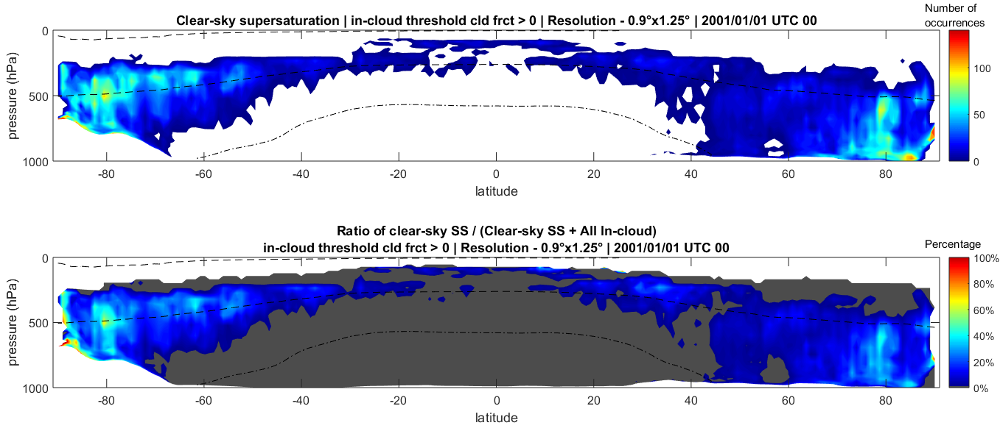 Clear-sky supersaturation | in-cloud threshold cld frct > 0 | Resolution - 0.9°x1.25° | 2001/01/01 UTC 00
Number of
occurrences
0
500
1000
pressure (hPa)
-80 -60 -40 -20 0 20 40 60 80
latitude
100
50
0
Ratio of clear-sky SS / (Clear-sky SS + All In-cloud)
in-cloud threshold cld frct > 0 | Resolution - 0.9°x1.25° | 2001/01/01 UTC 00
Percentage
0
500
1000
pressure (hPa)
-80 -60 -40 -20 0 20 40 60 80
latitude
100%
80%
60%
40%
20%
0%